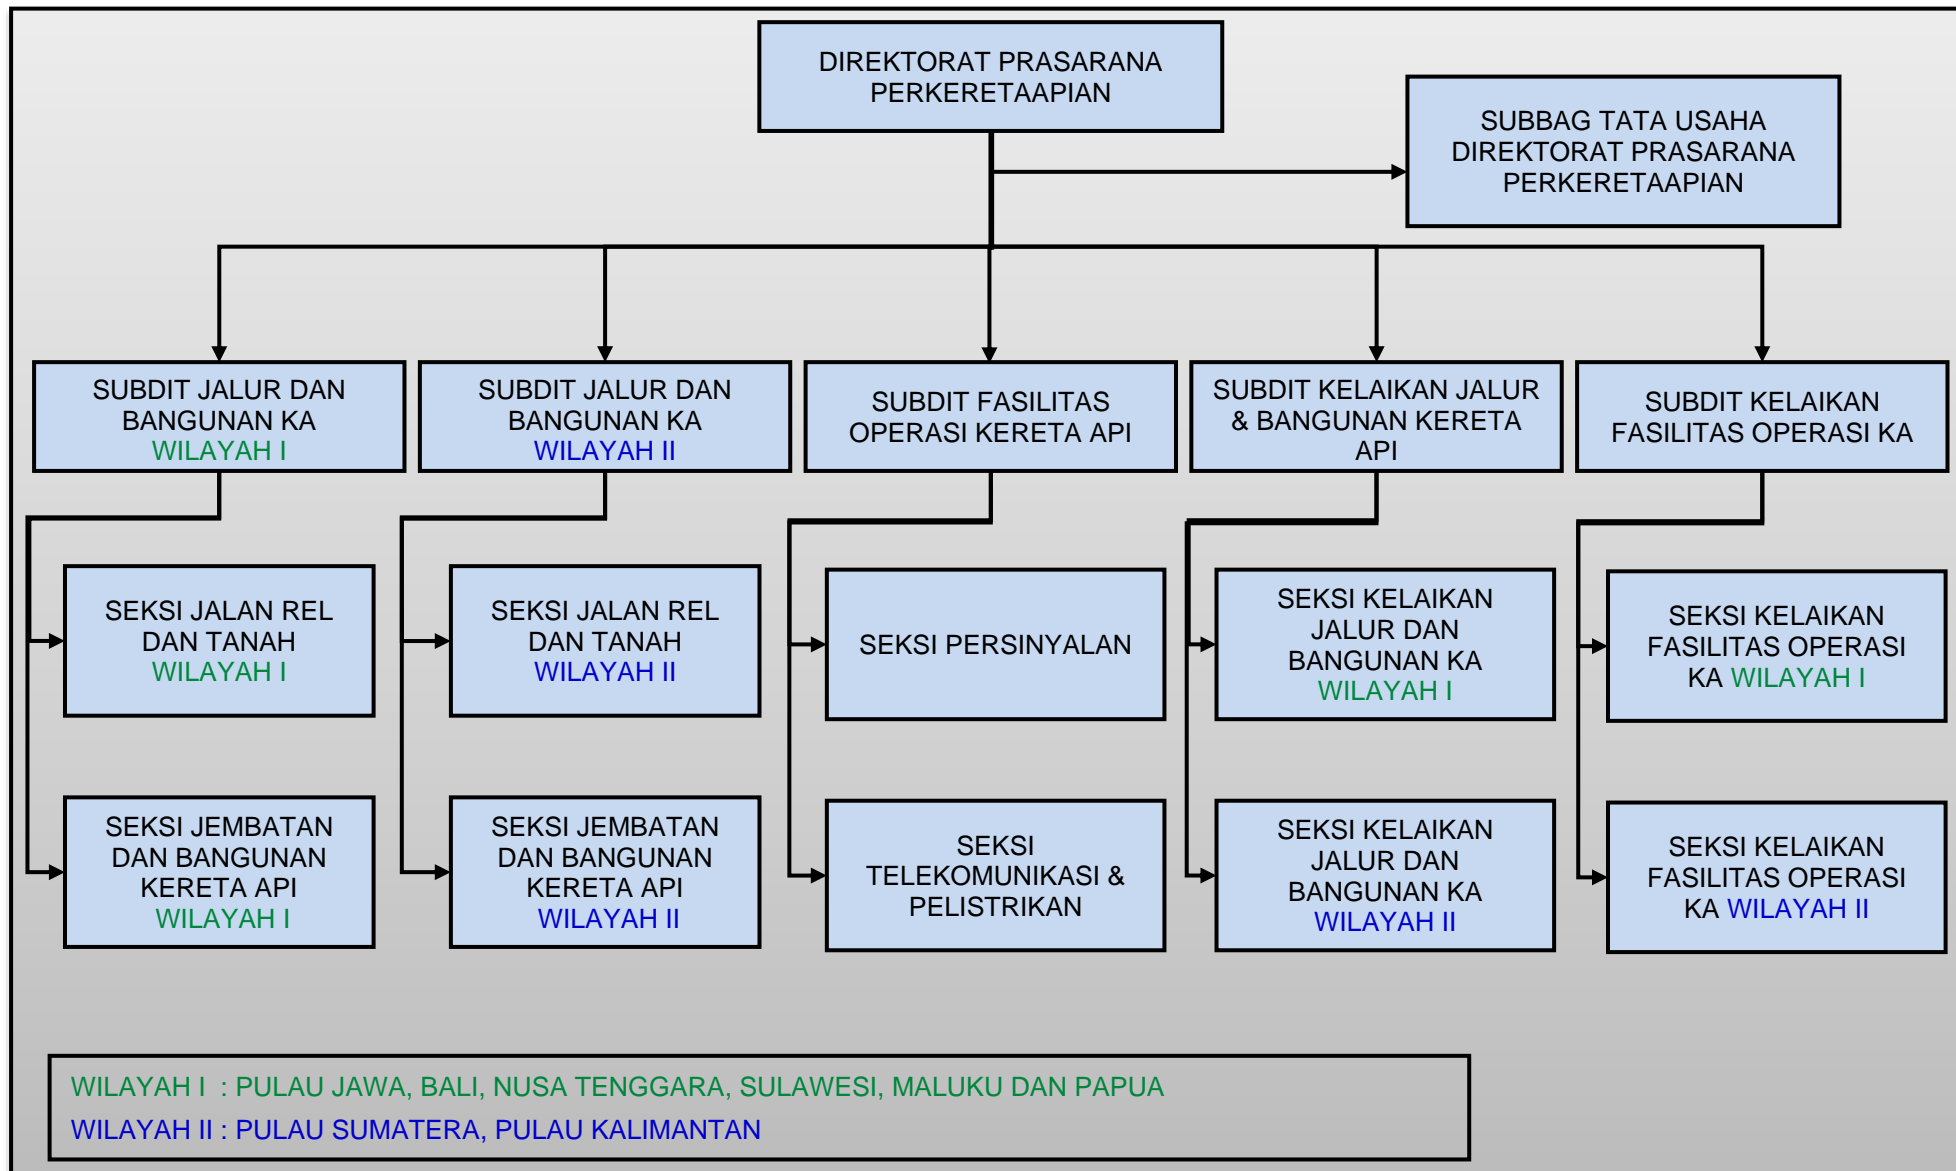 DIREKTORAT PRASARANA
PERKERETAAPIAN
SUBBAG TATA USAHA
DIREKTORAT PRASARANA
PERKERETAAPIAN
SUBDIT JALUR DAN
BANGUNAN KA
WILAYAH I
SUBDIT JALUR DAN
BANGUNAN KA
WILAYAH II
SUBDIT FASILITAS
OPERASI KERETA API
SUBDIT KELAIKAN JALUR
& BANGUNAN KERETA
API
SUBDIT KELAIKAN
FASILITAS OPERASI KA
SEKSI JALAN REL
DAN TANAH
WILAYAH I
SEKSI JALAN REL
DAN TANAH
WILAYAH II
SEKSI PERSINYALAN
SEKSI KELAIKAN
JALUR DAN
BANGUNAN KA
WILAYAH I
SEKSI KELAIKAN
FASILITAS OPERASI
KA WILAYAH I
SEKSI JEMBATAN
DAN BANGUNAN
KERETA API
WILAYAH I
SEKSI JEMBATAN
DAN BANGUNAN
KERETA API
WILAYAH II
SEKSI
TELEKOMUNIKASI &
PELISTRIKAN
SEKSI KELAIKAN
JALUR DAN
BANGUNAN KA
WILAYAH II
SEKSI KELAIKAN
FASILITAS OPERASI
KA WILAYAH II
WILAYAH I : PULAU JAWA, BALI, NUSA TENGGARA, SULAWESI, MALUKU DAN PAPUA
WILAYAH II : PULAU SUMATERA, PULAU KALIMANTAN